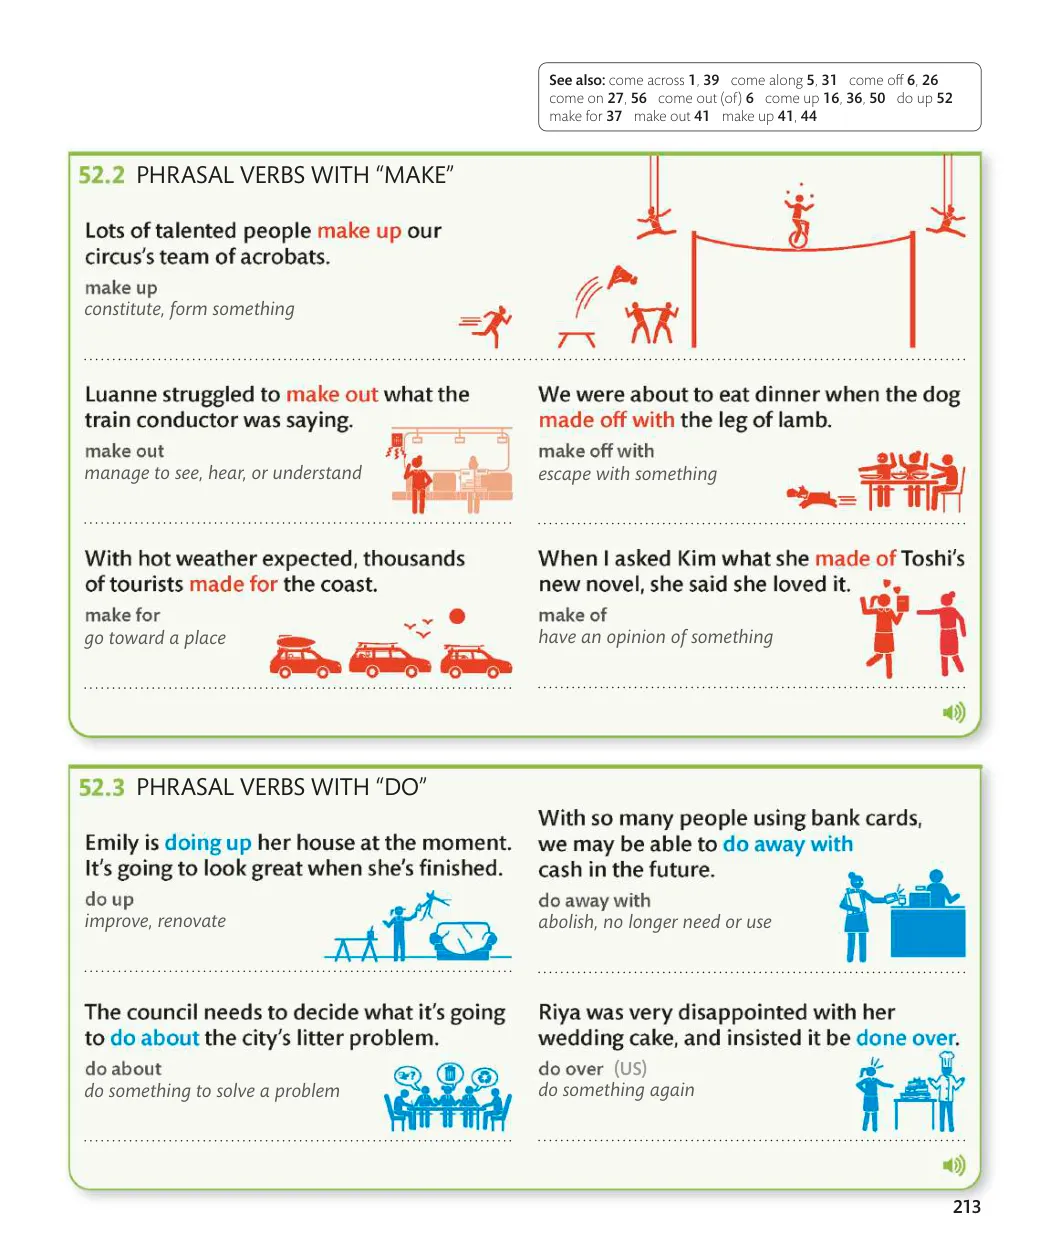 See also: come across 1, 39 come along 5, 31 come off 6, 26
come on 27, 56 come out (of) 6 come up 16, 36, 50 do up 52
make for 37 make out 41 make up 41, 44
52.2 PHRASAL VERBS WITH “MAKE”
Lots of talented people make up our
circus’s team of acrobats.
make up
constitute, form something
Luanne struggled to make out what the
train conductor was saying.
make out
manage to see, hear, or understand
We were about to eat dinner when the dog
made off with the leg of lamb.
make off with
escape with something
With hot weather expected, thousands
of tourists made for the coast.
make for
go toward a place
When I asked Kim what she made of Toshi’s
new novel, she said she loved it.
make of
have an opinion of something
52.3 PHRASAL VERBS WITH “DO”
Emily is doing up her house at the moment.
It’s going to look great when she’s finished.
do up
improve, renovate
With so many people using bank cards,
we may be able to do away with
cash in the future.
do away with
abolish, no longer need or use
The council needs to decide what it’s going
to do about the city’s litter problem.
do about
do something to solve a problem
Riya was very disappointed with her
wedding cake, and insisted it be done over.
do over (US)
do something again
213